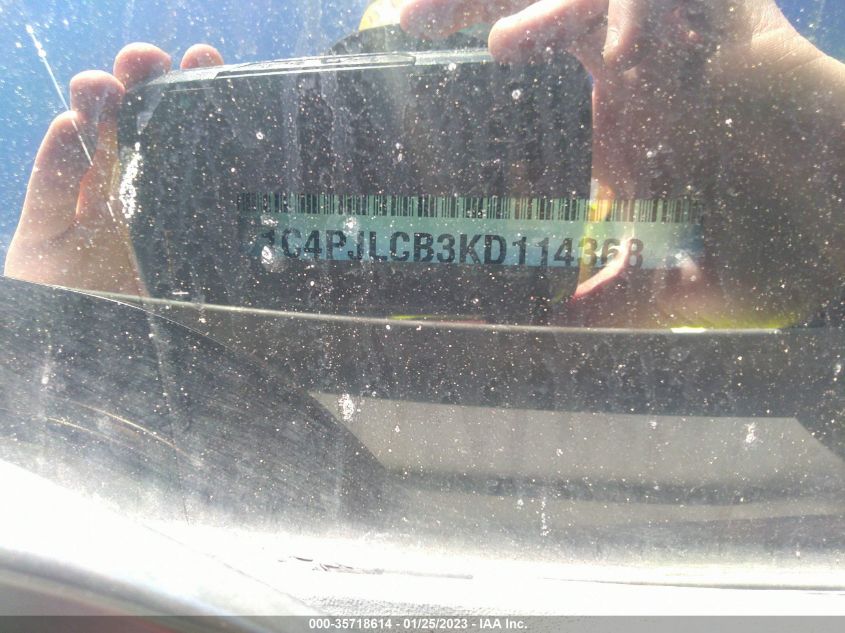 1C4PJLCB3KD114368
000-35718614 - 01/25/2023 - IAA Inc.